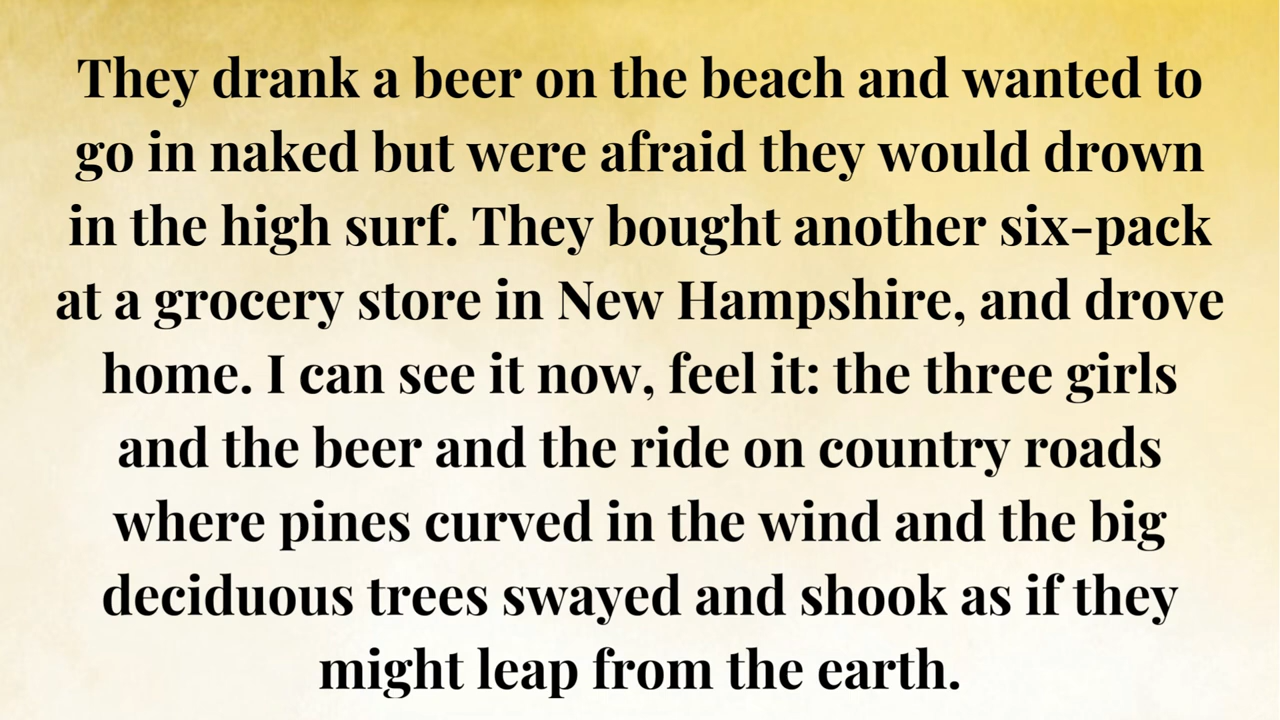 They drank a beer on the beach and wanted to
go in naked but were afraid they would drown
in the high surf. They bought another six-pack
at a grocery store in New Hampshire, and drove
home. I can see it now, feel it: the three girls
and the beer and the ride on country roads
where pines curved in the wind and the big
deciduous trees swayed and shook as if they
might leap from the earth.